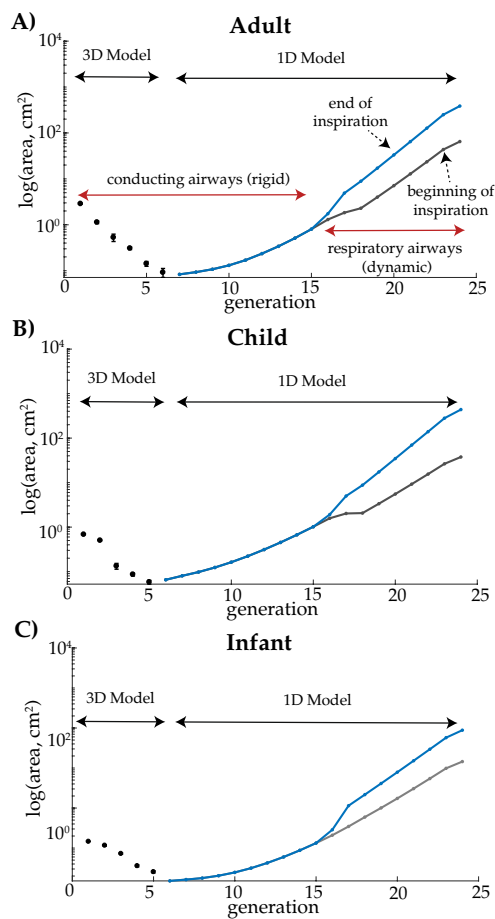 A)
Adult
3D Model
1D Model
log(area, cm²)
10⁴
10²
10⁰
end of
inspiration
conducting airways (rigid)
beginning of
inspiration
respiratory airways
(dynamic)
0 5 10 15 20 25
generation
B)
Child
3D Model
1D Model
log(area, cm²)
10⁴
10²
10⁰
0 5 10 15 20 25
generation
C)
Infant
3D Model
1D Model
log(area, cm²)
10⁴
10²
10⁰
0 5 10 15 20 25
generation